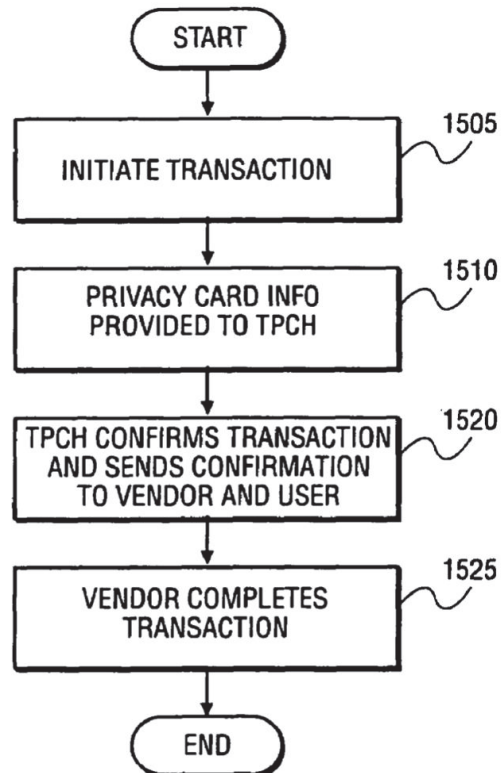 START
1505
INITIATE TRANSACTION
1510
PRIVACY CARD INFO
PROVIDED TO TPCH
1520
TPCH CONFIRMS TRANSACTION
AND SENDS CONFIRMATION
TO VENDOR AND USER
1525
VENDOR COMPLETES
TRANSACTION
END